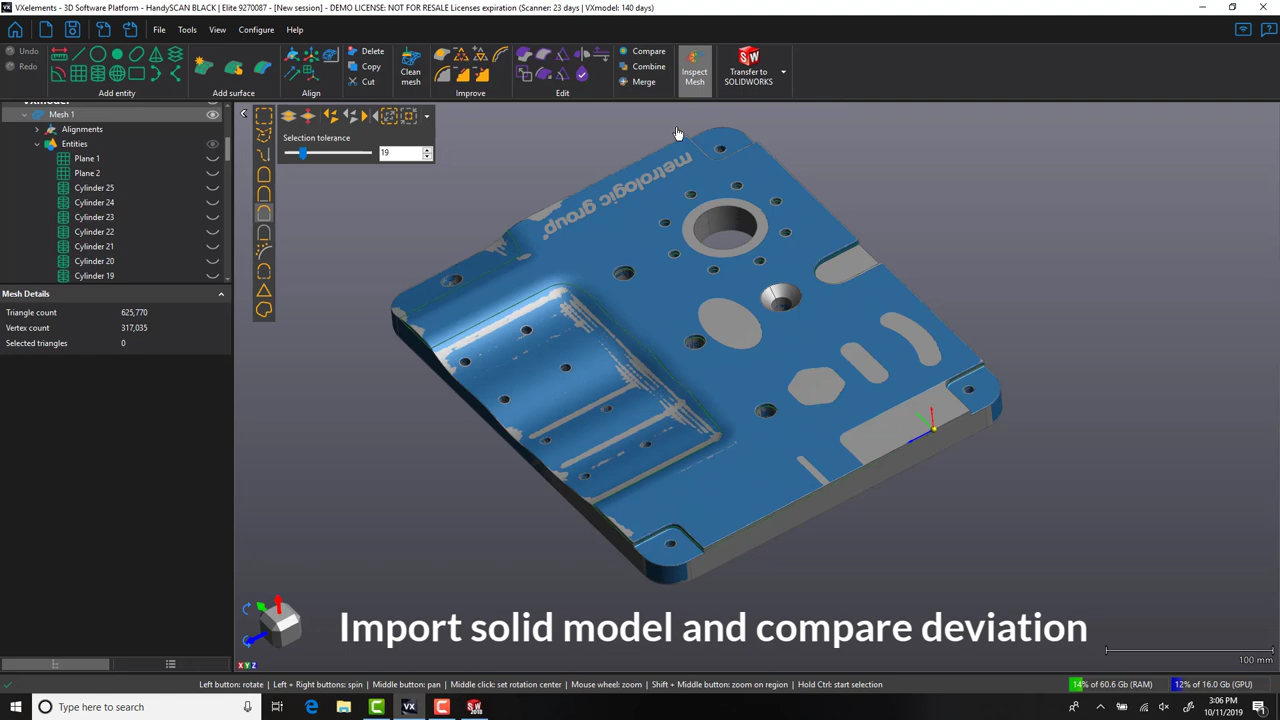 VXelements - 3D Software Platform - HandySCAN BLACK - Elite 9270087 - [New session] - DEMO LICENSE: NOT FOR RESALE Licenses expiration (Scanner: 23 days | VXmodel: 140 days)
File Tools View Configure Help
Undo
Redo
Delete
Copy
Cut
Clean mesh
Compare
Combine
Merge
Inspect Mesh
Transfer to SOLIDWORKS
Add entity
Add surface
Align
Improve
Edit
VXmodel
Mesh 1
Alignments
Entities
Plane 1
Plane 2
Cylinder 25
Cylinder 24
Cylinder 23
Cylinder 22
Cylinder 21
Cylinder 20
Cylinder 19
Selection tolerance
19
Mesh Details
Triangle count 625,770
Vertex count 317,035
Selected triangles 0
metrologic group
Import solid model and compare deviation
X Y Z
100 mm
Left button: rotate | Left + Right buttons: spin | Middle button: pan | Middle click: set rotation center | Mouse wheel: zoom | Shift + Middle button: zoom on region | Hold Ctrl: start selection
14% of 60.6 Gb (RAM)
12% of 16.0 G (GPU)
Type here to search
3:06 PM
10/11/2019